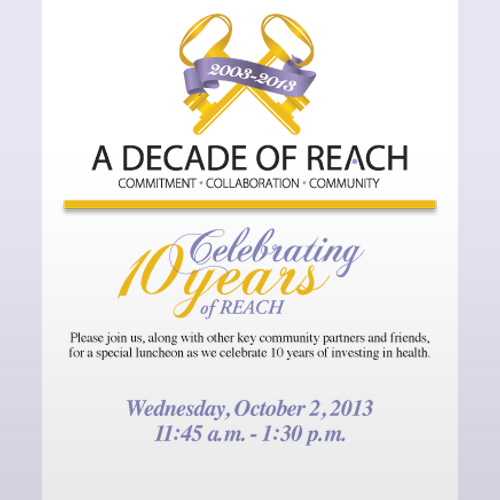 2003-2013
A DECADE OF REACH
COMMITMENT • COLLABORATION • COMMUNITY
Celebrating
10 years
of REACH
Please join us, along with other key community partners and friends,
for a special luncheon as we celebrate 10 years of investing in health.
Wednesday, October 2, 2013
11:45 a.m. - 1:30 p.m.